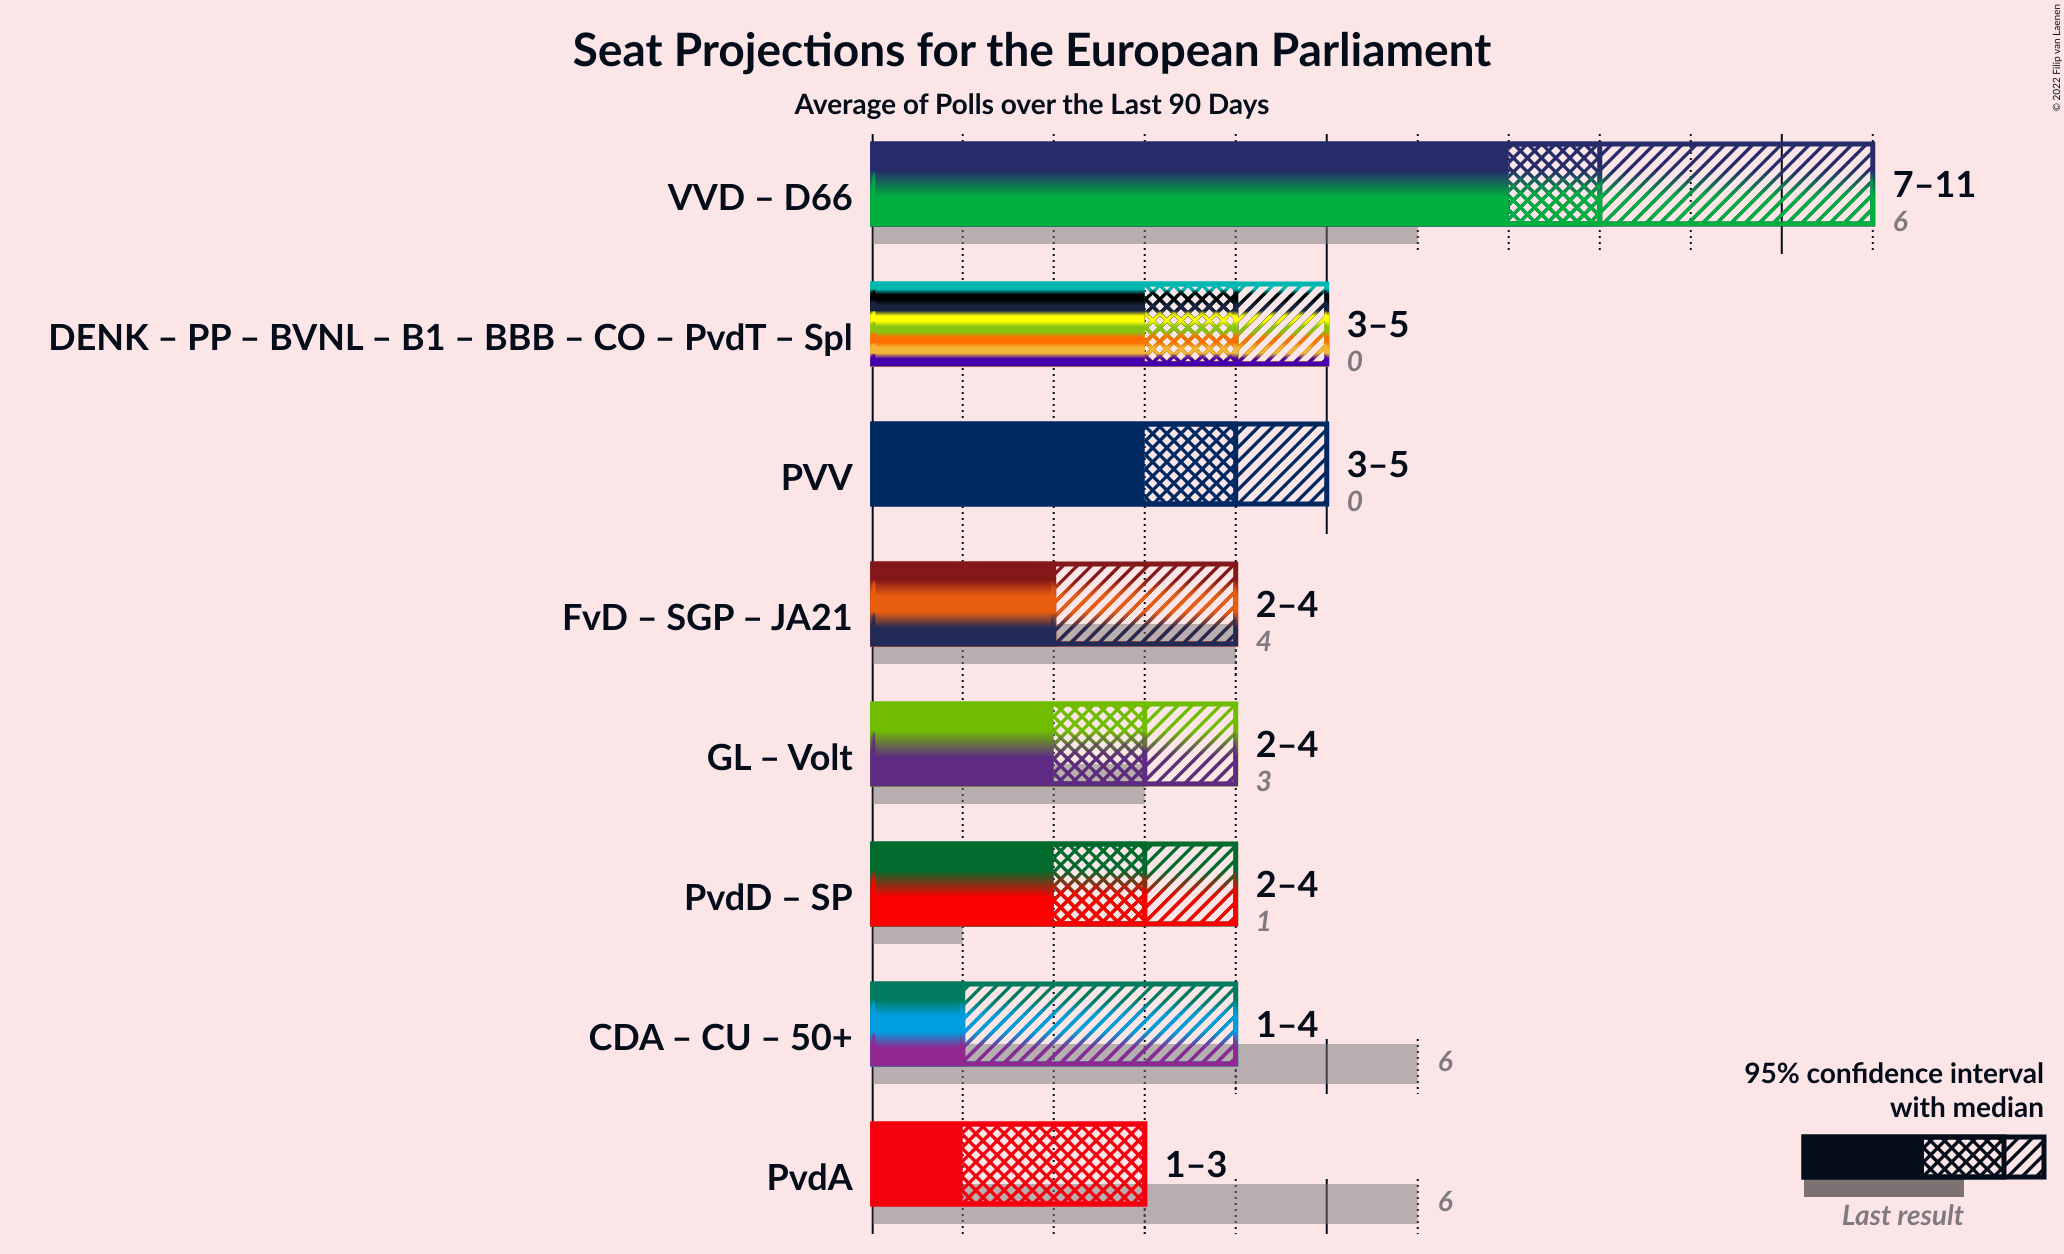 Seat Projections for the European Parliament
Average of Polls over the Last 90 Days
© 2022 Filip van Laenen
VVD – D66
7–11
6
DENK – PP – BVNL – B1 – BBB – CO – PvdT – Spl
3–5
0
PVV
3–5
0
FvD – SGP – JA21
2–4
4
GL – Volt
2–4
3
PvdD – SP
2–4
1
CDA – CU – 50+
1–4
6
PvdA
1–3
6
95% confidence interval
with median
Last result